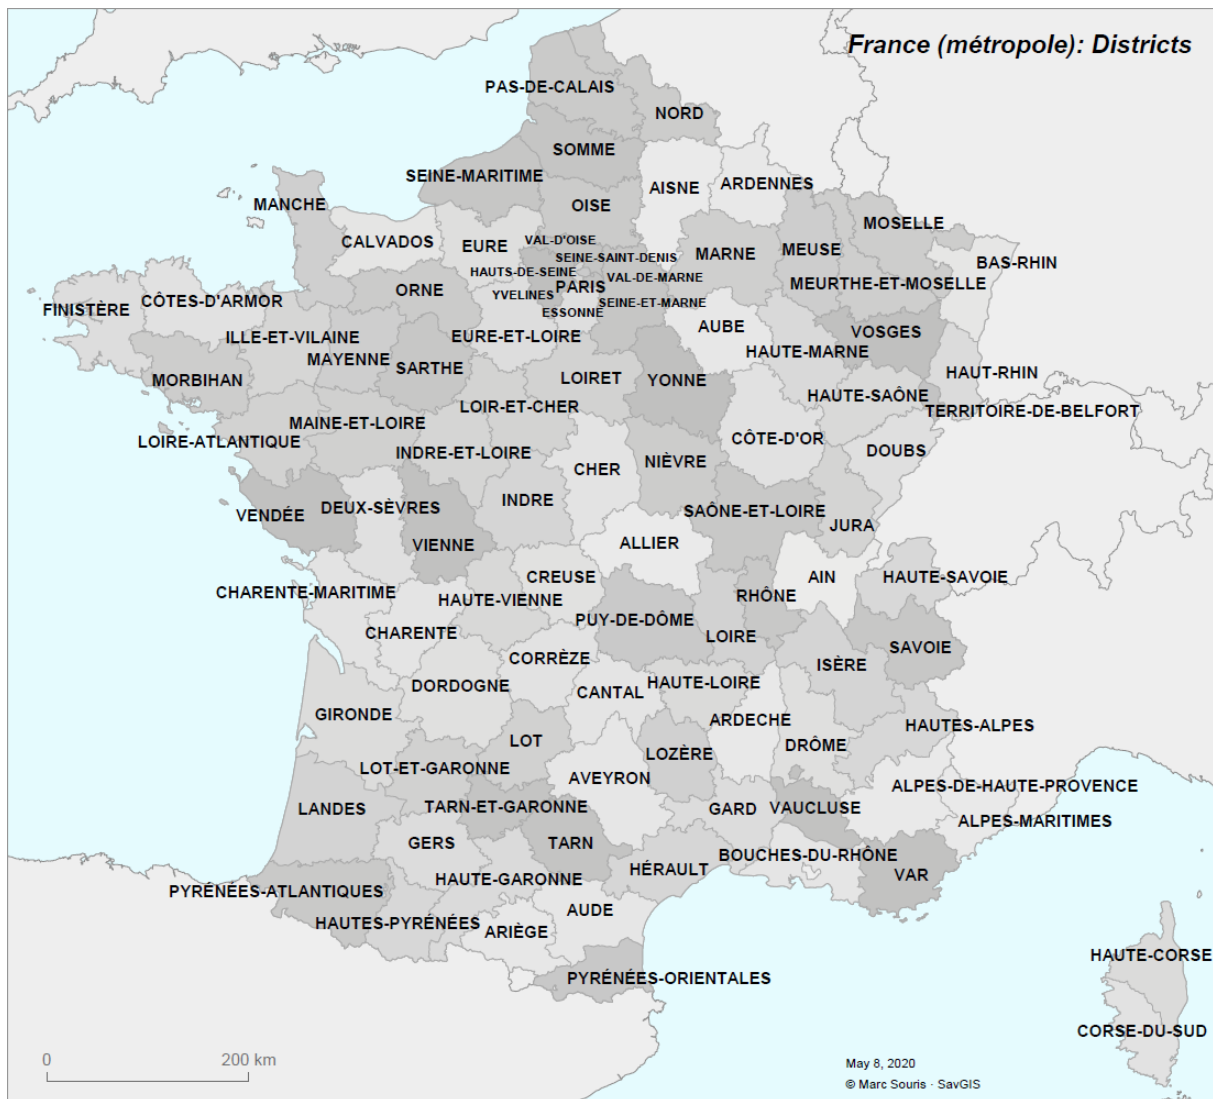 France (métropole): Districts
PAS-DE-CALAIS
NORD
SOMME
SEINE-MARITIME
AISNE
ARDENNES
OISE
MANCHE
CALVADOS
EURE
VAL-D'OISE
SEINE-SAINT-DENIS
MARNE
MEUSE
MOSELLE
BAS-RHIN
HAUTS-DE-SEINE
VAL-DE-MARNE
MEURTHE-ET-MOSELLE
PARIS
YVELINES
SEINE-ET-MARNE
ESSONNE
ORNE
CÔTES-D'ARMOR
FINISTÈRE
ILLE-ET-VILAINE
MAYENNE
EURE-ET-LOIRE
AUBE
VOSGES
HAUTE-MARNE
SARTHE
MORBIHAN
LOIRET
YONNE
HAUT-RHIN
HAUTE-SAÔNE
TERRITOIRE-DE-BELFORT
LOIR-ET-CHER
MAINE-ET-LOIRE
LOIRE-ATLANTIQUE
INDRE-ET-LOIRE
CÔTE-D'OR
DOUBS
CHER
NIÈVRE
INDRE
VENDÉE
DEUX-SÈVRES
SAÔNE-ET-LOIRE
JURA
VIENNE
ALLIER
CREUSE
AIN
HAUTE-SAVOIE
CHARENTE-MARITIME
HAUTE-VIENNE
RHÔNE
PUY-DE-DÔME
LOIRE
CHARENTE
SAVOIE
CORRÈZE
ISÈRE
DORDOGNE
CANTAL
HAUTE-LOIRE
GIRONDE
ARDECHE
HAUTES-ALPES
LOT
LOZÈRE
DRÔME
LOT-ET-GARONNE
AVEYRON
ALPES-DE-HAUTE-PROVENCE
LANDES
TARN-ET-GARONNE
GARD
VAUCLUSE
ALPES-MARITIMES
GERS
TARN
BOUCHES-DU-RHÔNE
HÉRAULT
VAR
HAUTE-GARONNE
PYRÉNÉES-ATLANTIQUES
HAUTES-PYRÉNÉES
AUDE
ARIÈGE
HAUTE-CORSE
PYRÉNÉES-ORIENTALES
CORSE-DU-SUD
0 200 km
May 8, 2020
© Marc Souris · SavGIS